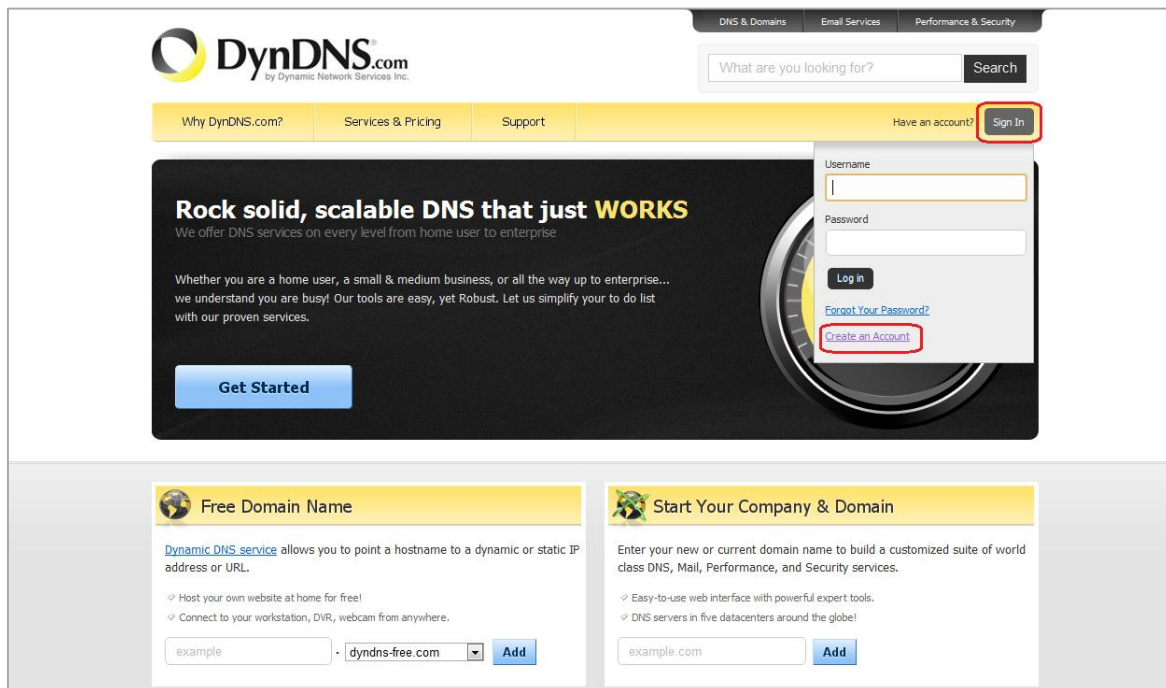 DNS & Domains Email Services Performance & Security
DynDNS.com
by Dynamic Network Services Inc.
What are you looking for? Search
Why DynDNS.com? Services & Pricing Support Have an account? Sign In
Username
Password
Log in
Forgot Your Password?
Create an Account
Rock solid, scalable DNS that just WORKS
We offer DNS services on every level from home user to enterprise
Whether you are a home user, a small & medium business, or all the way up to enterprise...
we understand you are busy! Our tools are easy, yet Robust. Let us simplify your to do list
with our proven services.
Get Started
Free Domain Name
Dynamic DNS service allows you to point a hostname to a dynamic or static IP
address or URL.
Host your own website at home for free!
Connect to your workstation, DVR, webcam from anywhere.
example . dyndns-free.com Add
Start Your Company & Domain
Enter your new or current domain name to build a customized suite of world
class DNS, Mail, Performance, and Security services.
Easy-to-use web interface with powerful expert tools.
DNS servers in five datacenters around the globe!
example.com Add